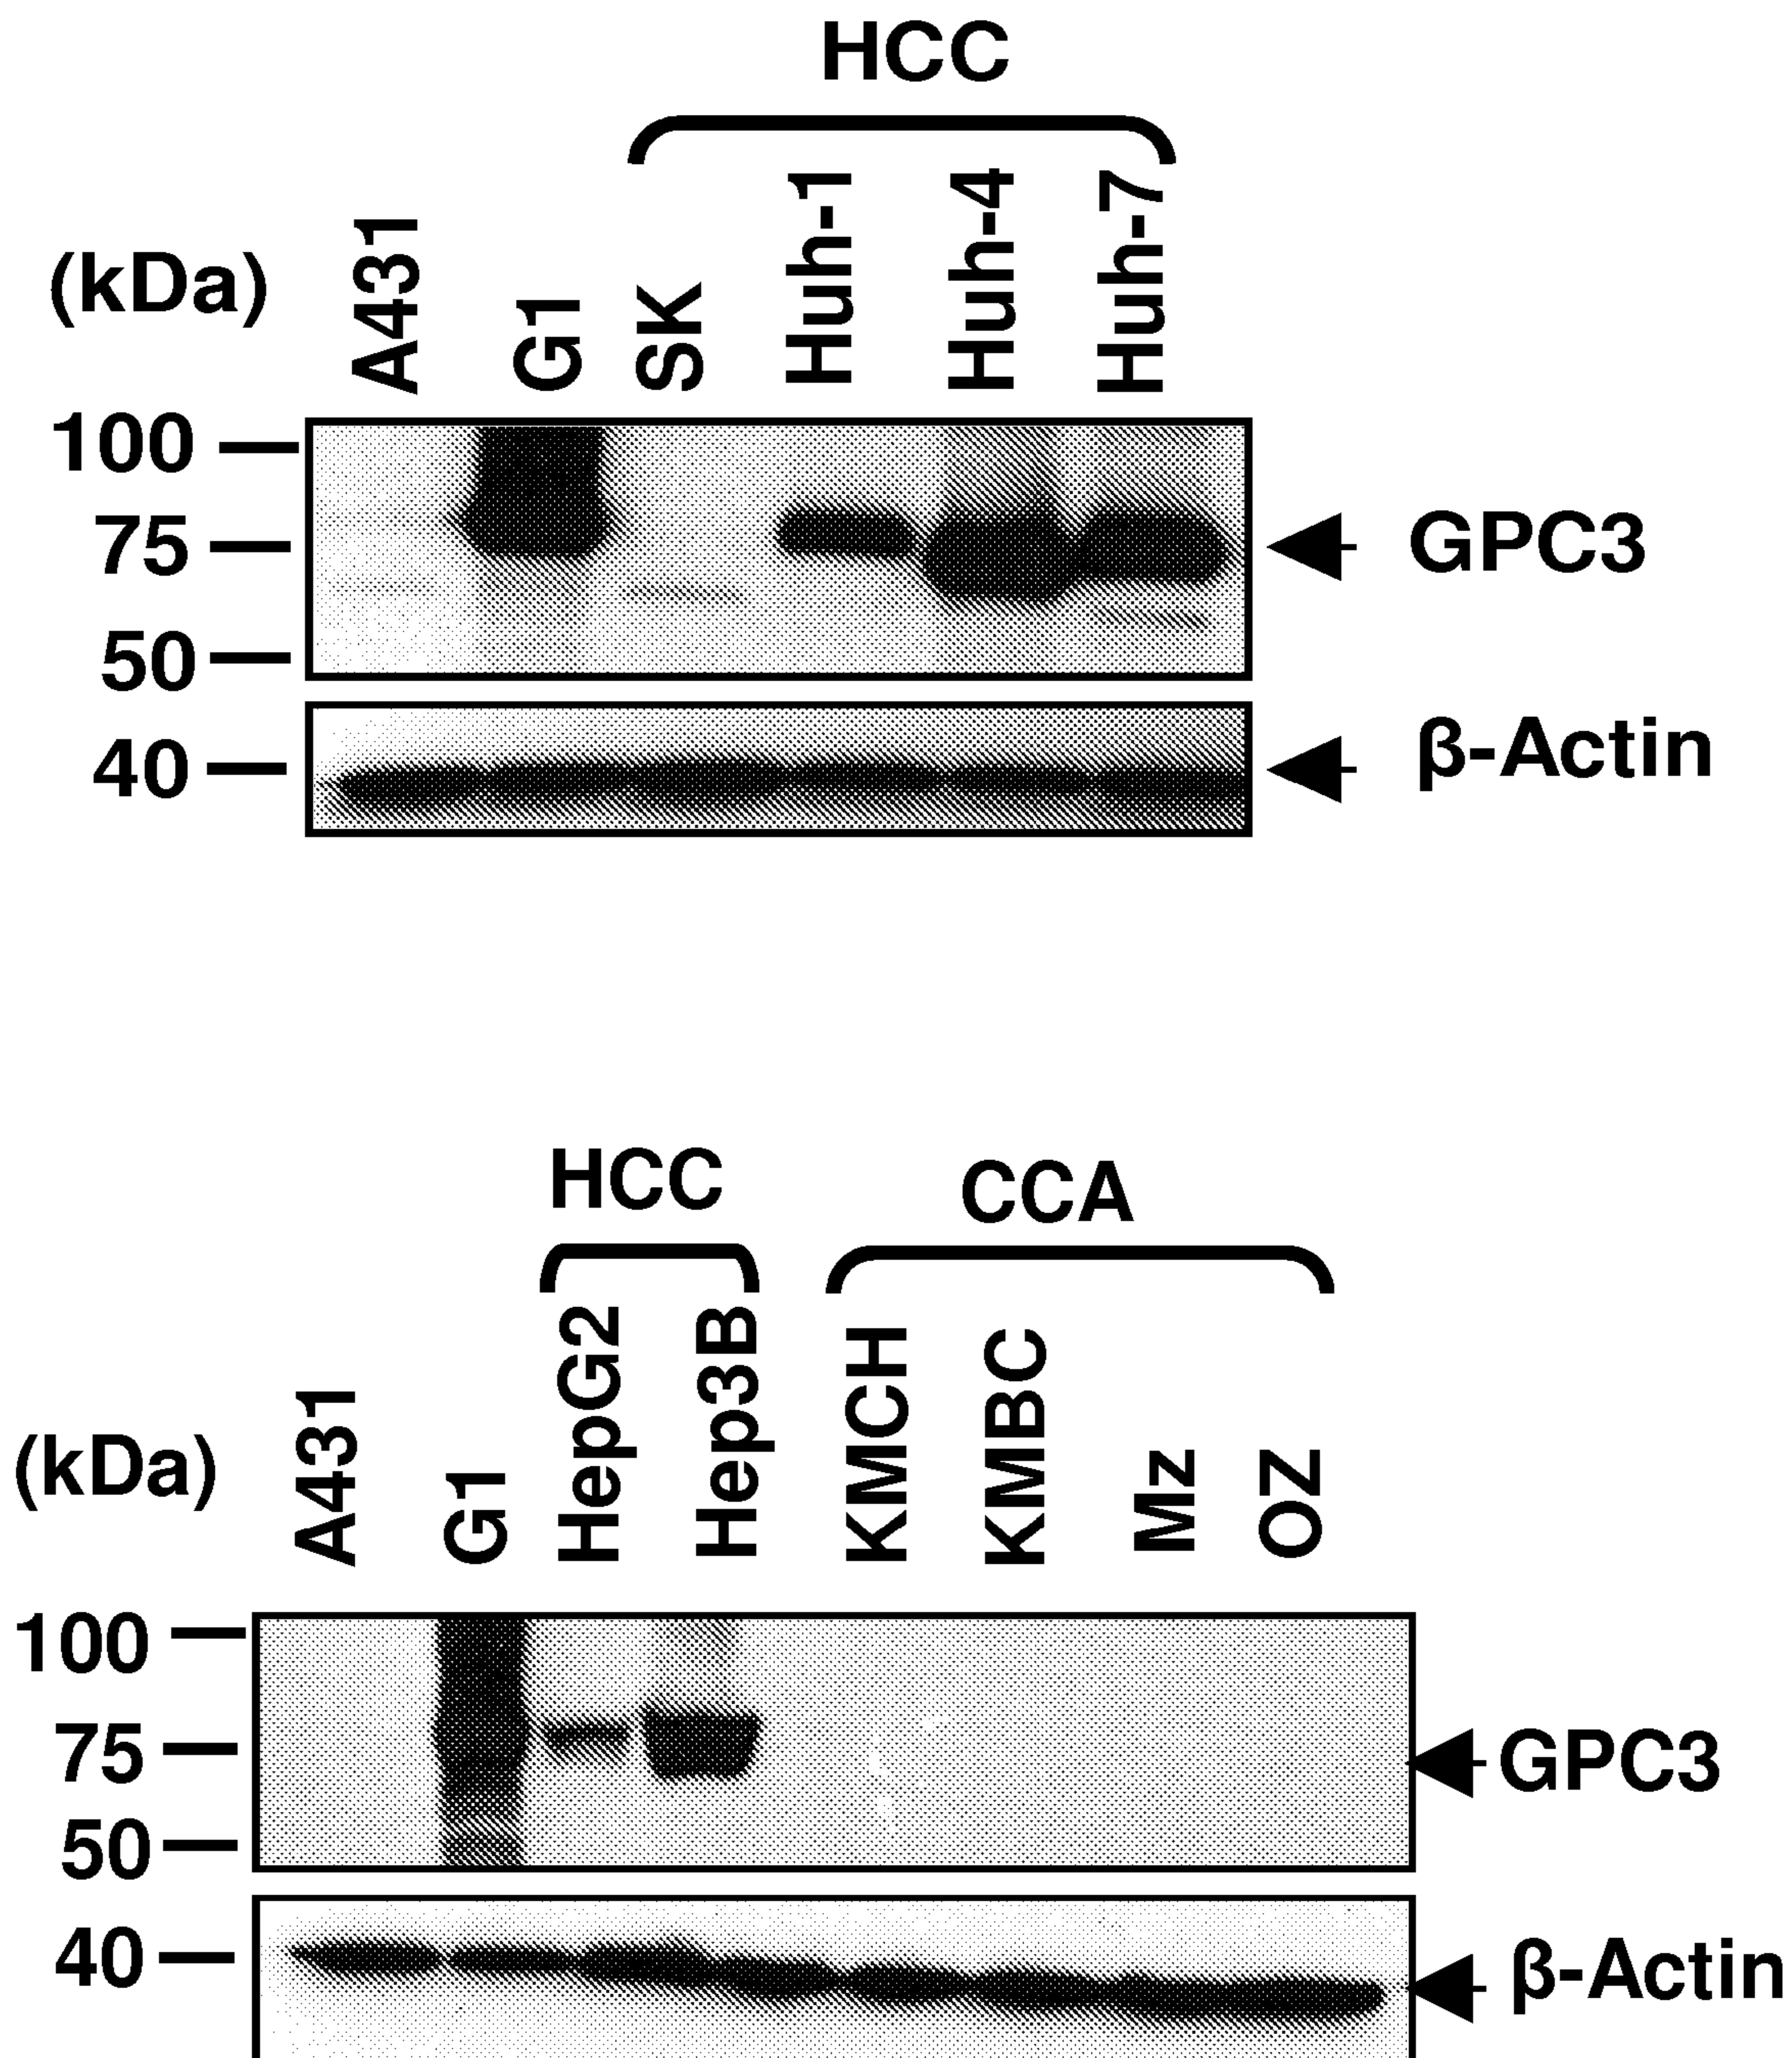 HCC
(kDa) A431 G1 SK Huh-1 Huh-4 Huh-7
100
75 GPC3
50
40 β-Actin
HCC CCA
(kDa) A431 G1 HepG2 Hep3B KMCH KMBC Mz OZ
100
75 GPC3
50
40 β-Actin